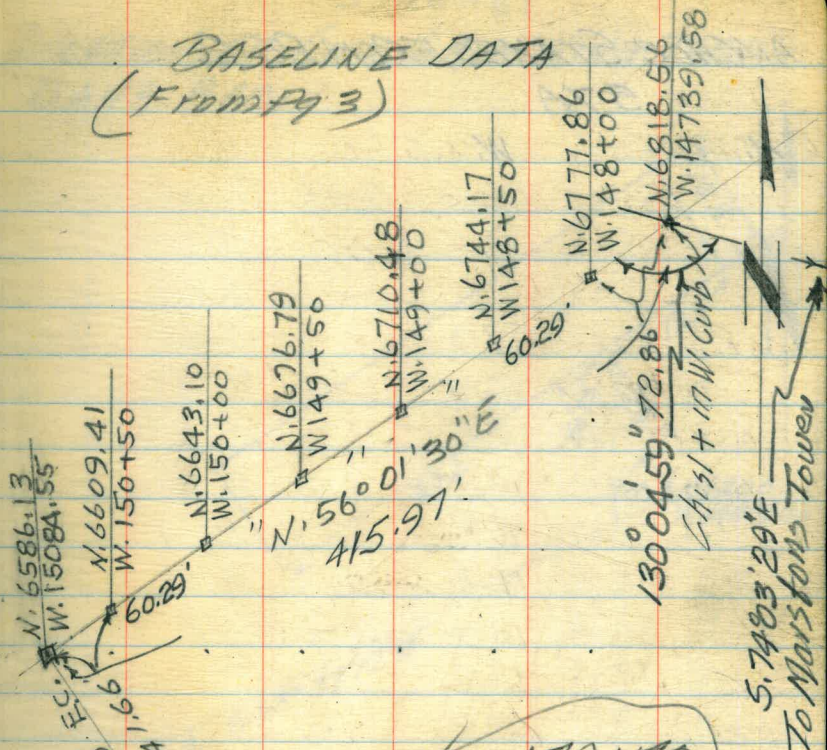 BASELINE DATA
(From Pg 3)
N. 6586.13
W. 15084.55
N. 6609.41
W. 150+50
N. 6643.10
W. 150+00
N. 6676.79
W 149+50
N. 6710.48
W. 149+00
N. 6744.17
W 148+50
N. 6777.86
W. 148+00
N. 6818.56
W. 14739.58
60.29'
"
"
"
60.29'
N. 56° 01' 30" E
415.97'
130° 04' 59"
72.86
Chisl + in W. Curb
S. 74° 03' 29" E
To Marstons Tower
1.66